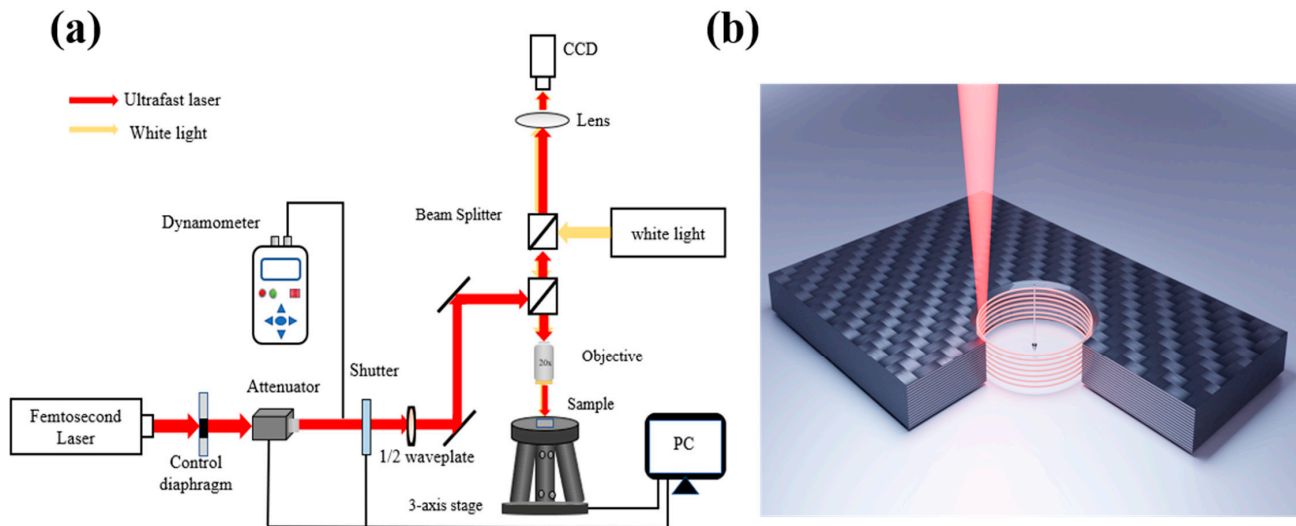 (a)
(b)
CCD
Ultrafast laser
White light
Lens
Dynamometer
Beam Splitter
white light
Objective
20x
Attenuator
Shutter
Sample
Femtosecond
Laser
PC
Control
diaphragm
1/2 waveplate
3-axis stage